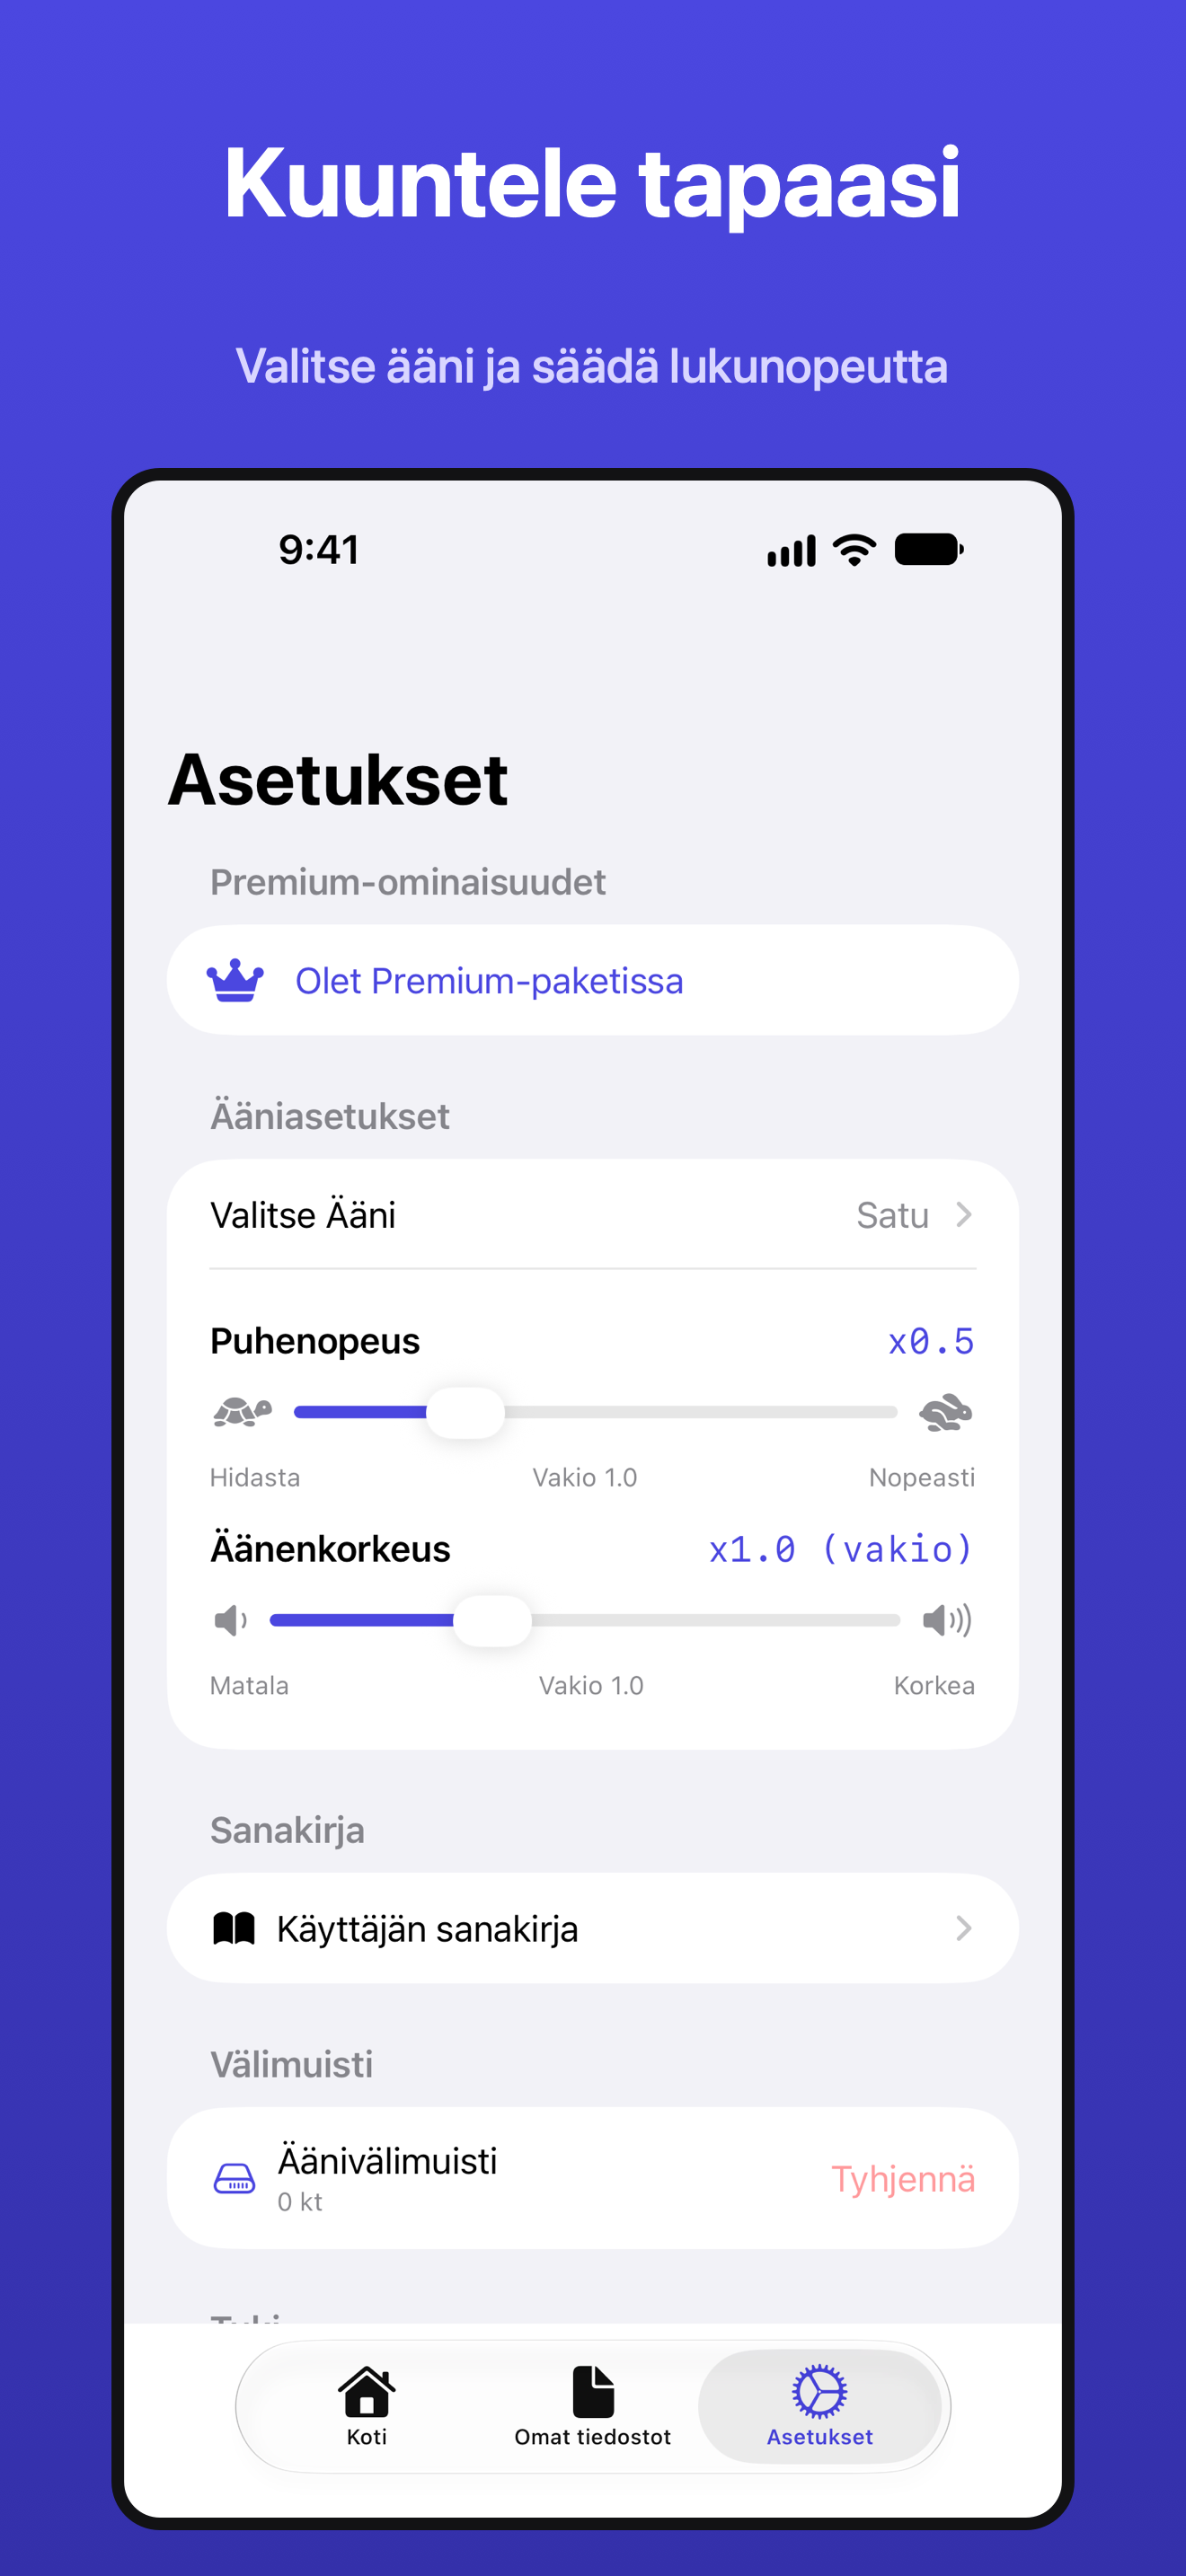 Kuuntele tapaasi
Valitse ääni ja säädä lukunopeutta
9:41
Asetukset
Premium-ominaisuudet
Olet Premium-paketissa
Ääniasetukset
Valitse Ääni
Satu
Puhenopeus
x0.5
Hidasta
Vakio 1.0
Nopeasti
Äänenkorkeus
x1.0 (vakio)
Matala
Vakio 1.0
Korkea
Sanakirja
Käyttäjän sanakirja
Välimuisti
Äänivälimuisti
0 kt
Tyhjennä
Koti
Omat tiedostot
Asetukset